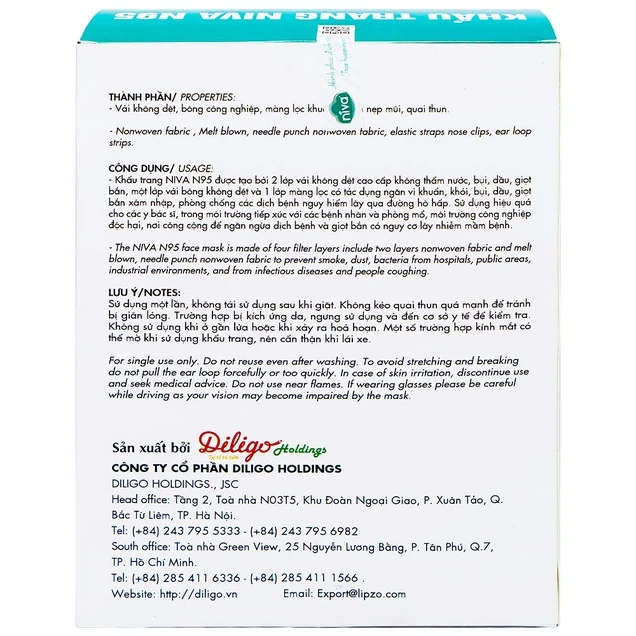 KHẨU TRANG NIVA N95
niva
THÀNH PHẦN/ PROPERTIES:
- Vải không dệt, bông công nghiệp, màng lọc nẹp mũi, quai thun.
- Nonwoven fabric , Melt blown, needle punch nonwoven fabric, elastic straps nose clips, ear loop
strips.
CÔNG DỤNG/ USAGE:
- Khẩu trang NIVA N95 được tạo bởi 2 lớp vải không dệt cao cấp không thấm nước, bụi, dầu, giọt
bắn, một lớp vải bông không dệt và 1 lớp màng lọc có tác dụng ngăn vi khuẩn, khói, bụi, dầu, giọt
bắn xâm nhập, phòng chống các dịch bệnh nguy hiểm lây qua đường hô hấp. Sử dụng hiệu quả
cho các y bác sĩ, trong môi trường tiếp xúc với các bệnh nhân và phòng mổ, môi trường công nghiệp
độc hại, nơi công cộng để ngăn ngừa dịch bệnh và giọt bắn có nguy cơ lây nhiễm mầm bệnh.
- The NIVA N95 face mask is made of four filter layers include two layers nonwoven fabric and melt
blown, needle punch nonwoven fabric to prevent smoke, dust, bacteria from hospitals, public areas,
industrial environments, and from infectious diseases and people coughing.
LƯU Ý/NOTES:
Sử dụng một lần, không tái sử dụng sau khi giặt. Không kéo quai thun quá mạnh để tránh
bị giãn lỏng. Trường hợp bị kích ứng da, ngưng sử dụng và đến cơ sở y tế để kiểm tra.
Không sử dụng khi ở gần lửa hoặc khi xảy ra hoả hoạn. Một số trường hợp kính mắt có
thể mờ khi sử dụng khẩu trang, nên cẩn thận khi lái xe.
For single use only. Do not reuse even after washing. To avoid stretching and breaking
do not pull the ear loop forcefully or too quickly. In case of skin irritation, discontinue use
and seek medical advice. Do not use near flames. If wearing glasses please be careful
while driving as your vision may become impaired by the mask.
Sản xuất bởi Diligo Holdings
CÔNG TY CỔ PHẦN DILIGO HOLDINGS
DILIGO HOLDINGS., JSC
Head office: Tầng 2, Toà nhà N03T5, Khu Đoàn Ngoại Giao, P. Xuân Tảo, Q.
Bắc Từ Liêm, TP. Hà Nội.
Tel: (+84) 243 795 5333 - (+84) 243 795 6982
South office: Toà nhà Green View, 25 Nguyễn Lương Bằng, P. Tân Phú, Q.7,
TP. Hồ Chí Minh.
Tel: (+84) 285 411 6336 - (+84) 285 411 1566 .
Website: http://diligo.vn Email: Export@lipzo.com